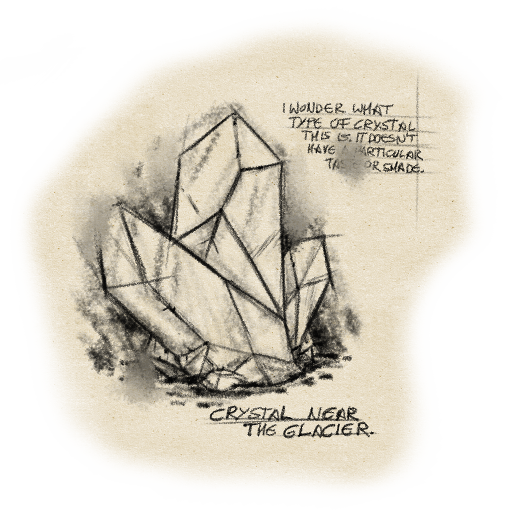 I WONDER WHAT
TYPE OF CRYSTAL
THIS IS. IT DOESN'T
HAVE PARTICULAR
OR SHADE.
CRYSTAL NEAR
THE GLACIER.